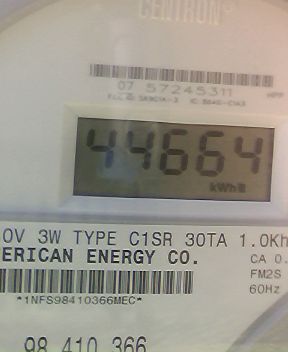 CENTRON®
07 57245311
44664
kWh
0V 3W TYPE C1SR 30TA 1.0Kh
ERICAN ENERGY CO.
CA 0.
FM2S
60Hz
*1NFS98410366MEC*
98 410 366